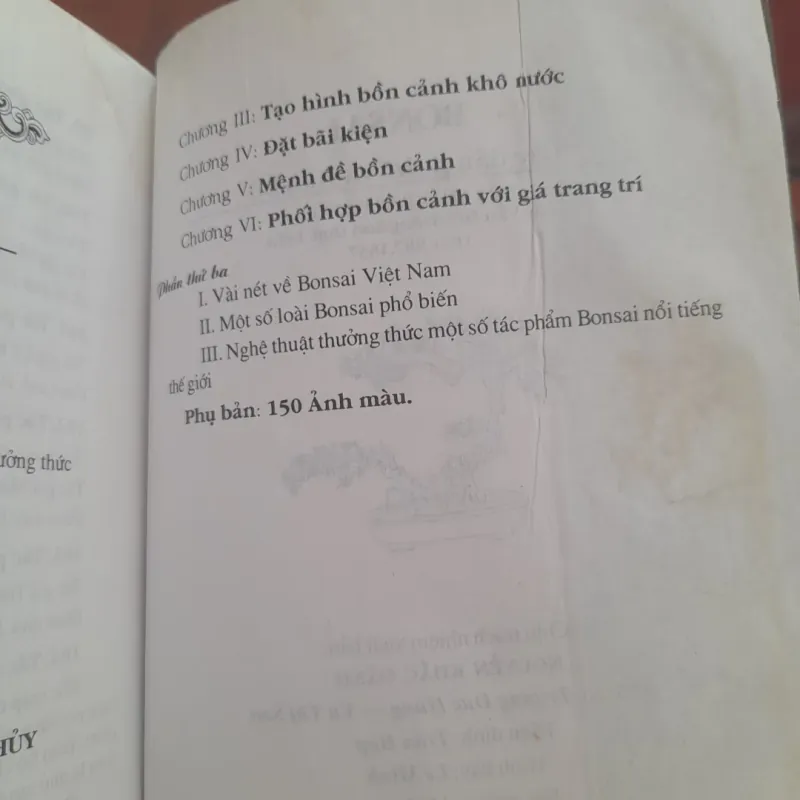 Chương III: Tạo hình bồn cảnh khô nước
Chương IV: Đặt bãi kiện
Chương V: Mệnh đề bồn cảnh
Chương VI: Phối hợp bồn cảnh với giá trang trí
Phần thứ ba
I. Vài nét về Bonsai Việt Nam
II. Một số loài Bonsai phổ biến
III. Nghệ thuật thưởng thức một số tác phẩm Bonsai nổi tiếng
thế giới
Phụ bản: 150 Ảnh màu.
ưởng thức
HỦY